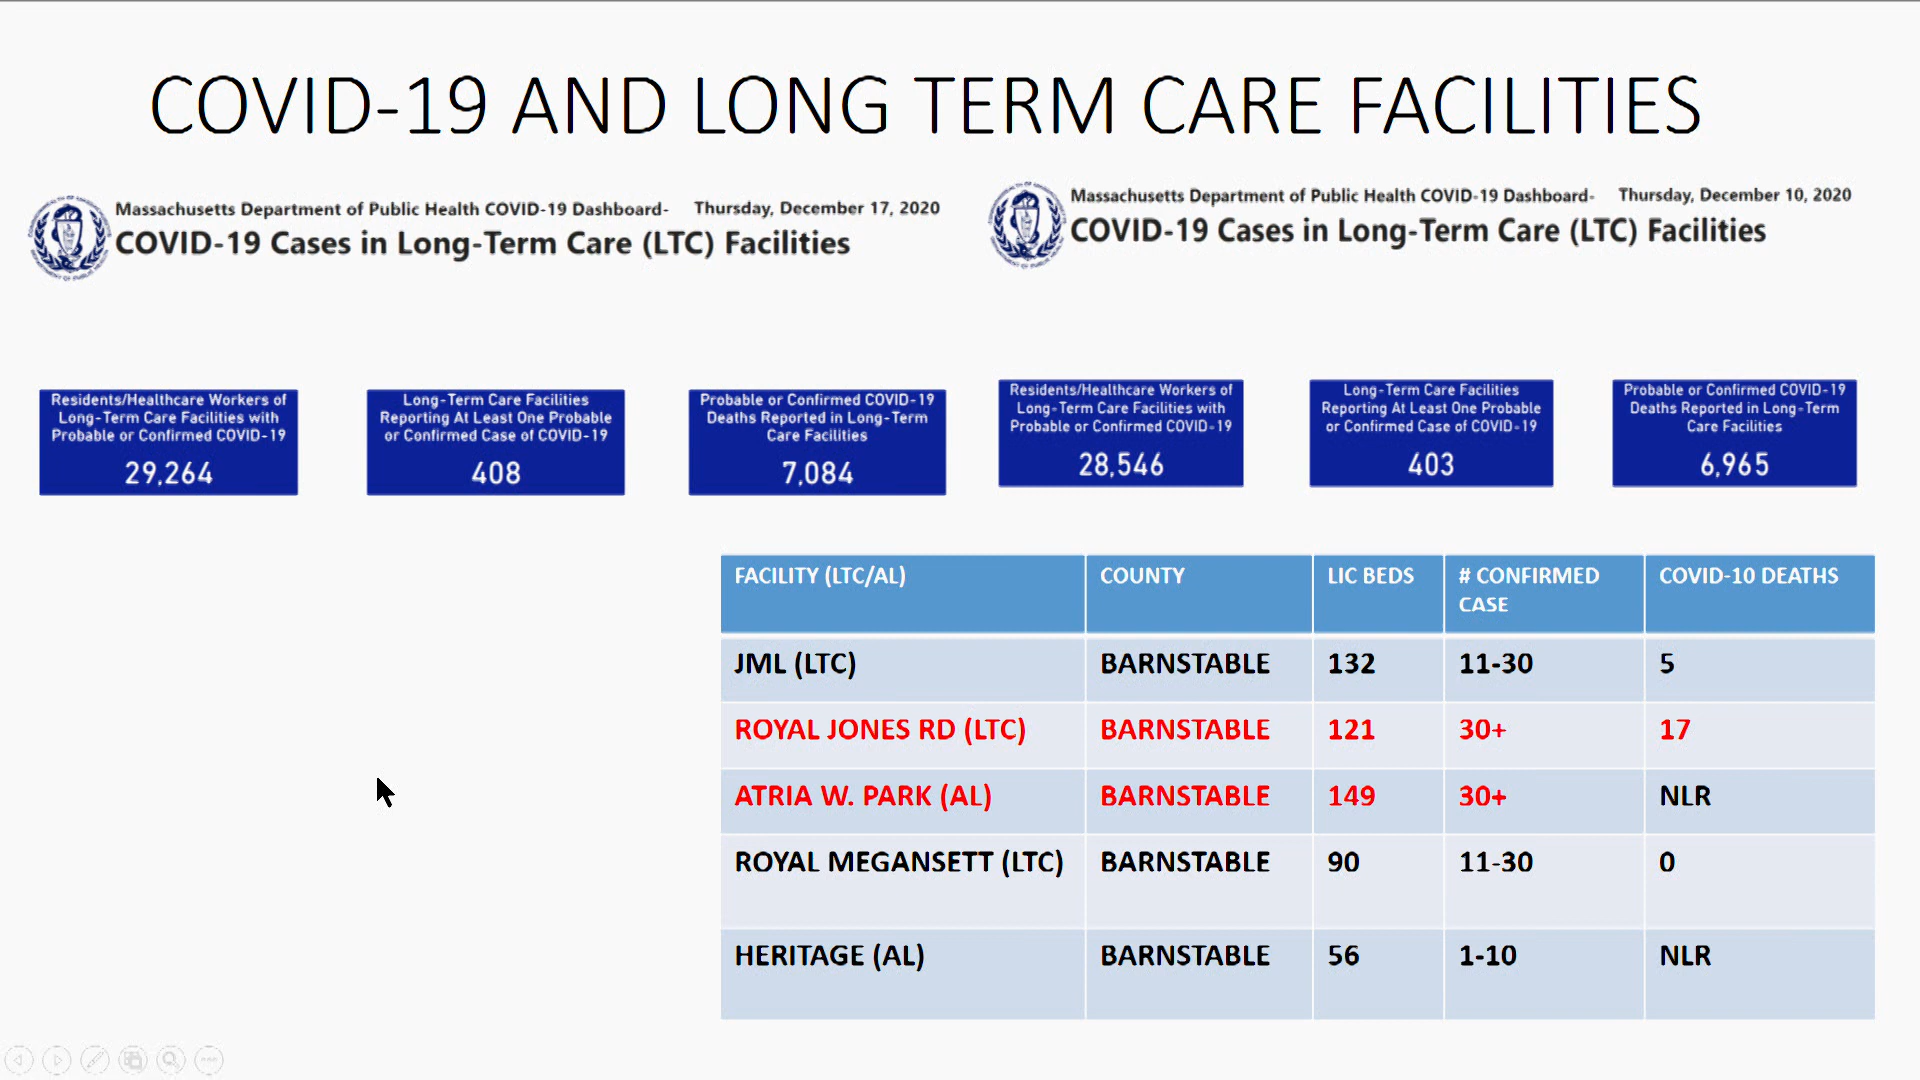 COVID-19 AND LONG TERM CARE FACILITIES
Massachusetts Department of Public Health COVID-19 Dashboard- Thursday, December 17, 2020
COVID-19 Cases in Long-Term Care (LTC) Facilities
Massachusetts Department of Public Health COVID-19 Dashboard- Thursday, December 10, 2020
COVID-19 Cases in Long-Term Care (LTC) Facilities
Residents/Healthcare Workers of
Long-Term Care Facilities with
Probable or Confirmed COVID-19
29,264
Long-Term Care Facilities
Reporting At Least One Probable
or Confirmed Case of COVID-19
408
Probable or Confirmed COVID-19
Deaths Reported in Long-Term
Care Facilities
7,084
Residents/Healthcare Workers of
Long-Term Care Facilities with
Probable or Confirmed COVID-19
28,546
Long-Term Care Facilities
Reporting At Least One Probable
or Confirmed Case of COVID-19
403
Probable or Confirmed COVID-19
Deaths Reported in Long-Term
Care Facilities
6,965
FACILITY (LTC/AL) COUNTY LIC BEDS # CONFIRMED CASE COVID-10 DEATHS
JML (LTC) BARNSTABLE 132 11-30 5
ROYAL JONES RD (LTC) BARNSTABLE 121 30+ 17
ATRIA W. PARK (AL) BARNSTABLE 149 30+ NLR
ROYAL MEGANSETT (LTC) BARNSTABLE 90 11-30 0
HERITAGE (AL) BARNSTABLE 56 1-10 NLR